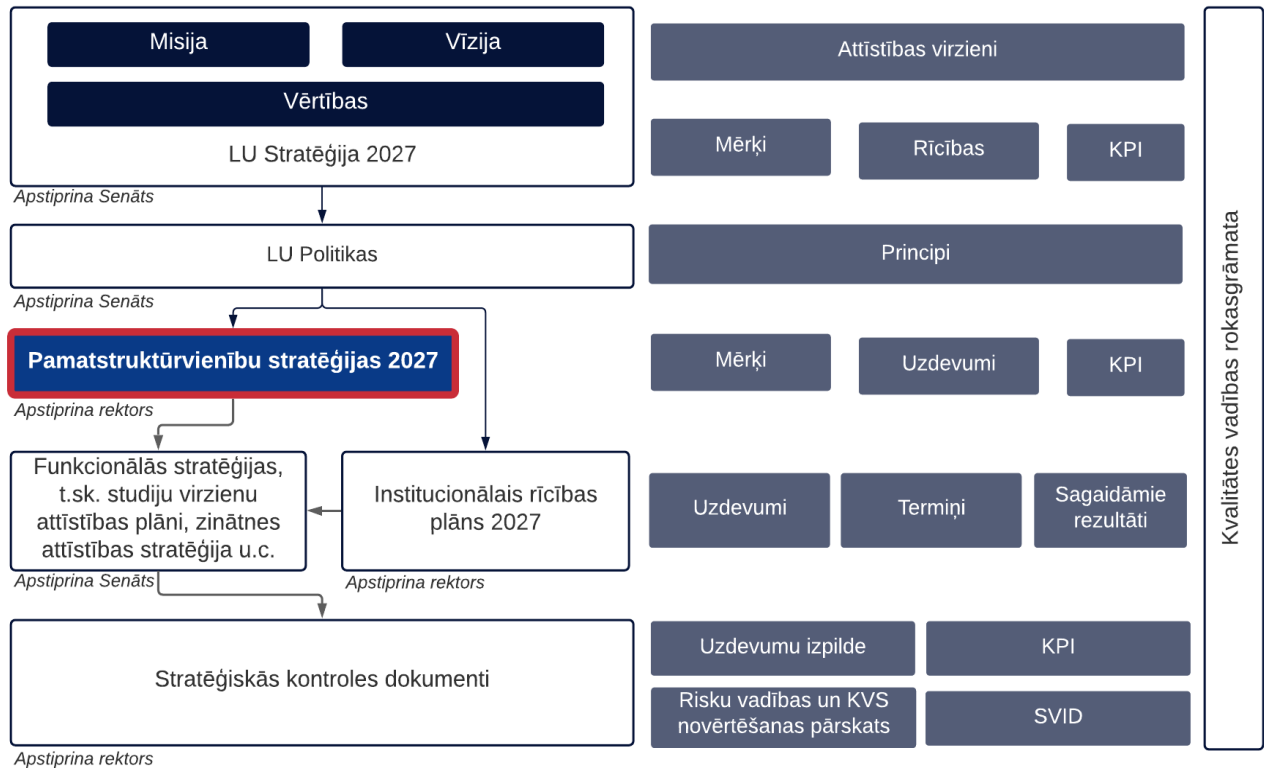 Misija
Vīzija
Vērtības
LU Stratēģija 2027
Apstiprina Senāts
Attīstības virzieni
Mērķi
Rīcības
KPI
LU Politikas
Apstiprina Senāts
Principi
Pamatstruktūrvienību stratēģijas 2027
Apstiprina rektors
Mērķi
Uzdevumi
KPI
Funkcionālās stratēģijas,
t.sk. studiju virzienu
attīstības plāni, zinātnes
attīstības stratēģija u.c.
Apstiprina Senāts
Institucionālais rīcības
plāns 2027
Apstiprina rektors
Uzdevumi
Termiņi
Sagaidāmie
rezultāti
Stratēģiskās kontroles dokumenti
Apstiprina rektors
Uzdevumu izpilde
KPI
Risku vadības un KVS
novērtēšanas pārskats
SVID
Kvalitātes vadības rokasgrāmata